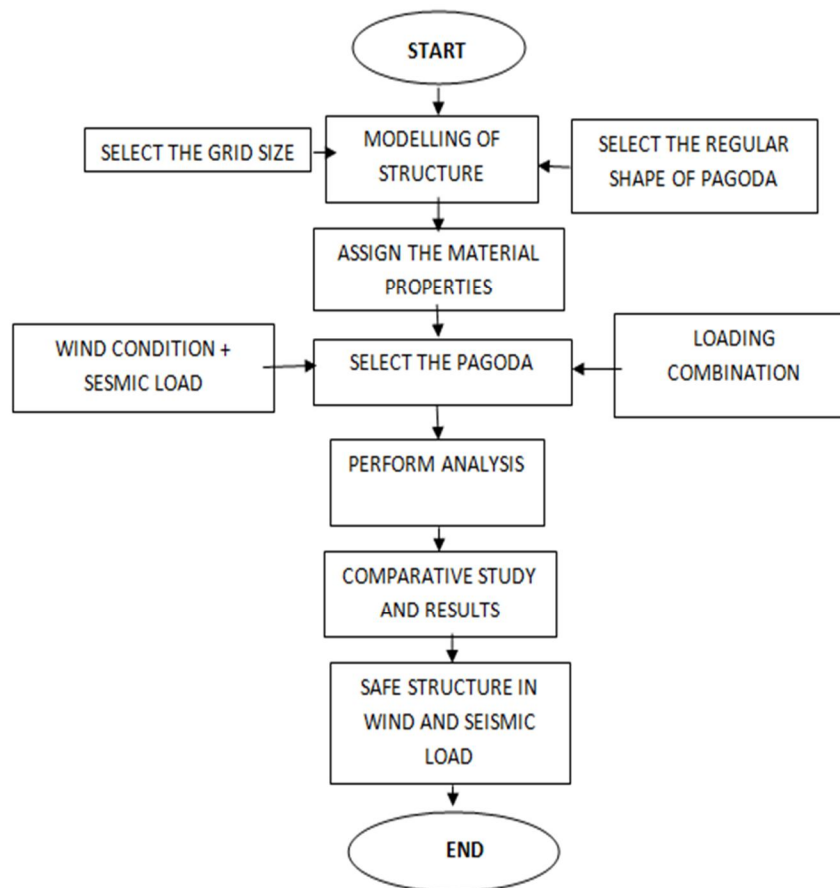 START
SELECT THE GRID SIZE
MODELLING OF
STRUCTURE
SELECT THE REGULAR
SHAPE OF PAGODA
ASSIGN THE MATERIAL
PROPERTIES
WIND CONDITION +
SESMIC LOAD
SELECT THE PAGODA
LOADING
COMBINATION
PERFORM ANALYSIS
COMPARATIVE STUDY
AND RESULTS
SAFE STRUCTURE IN
WIND AND SEISMIC
LOAD
END